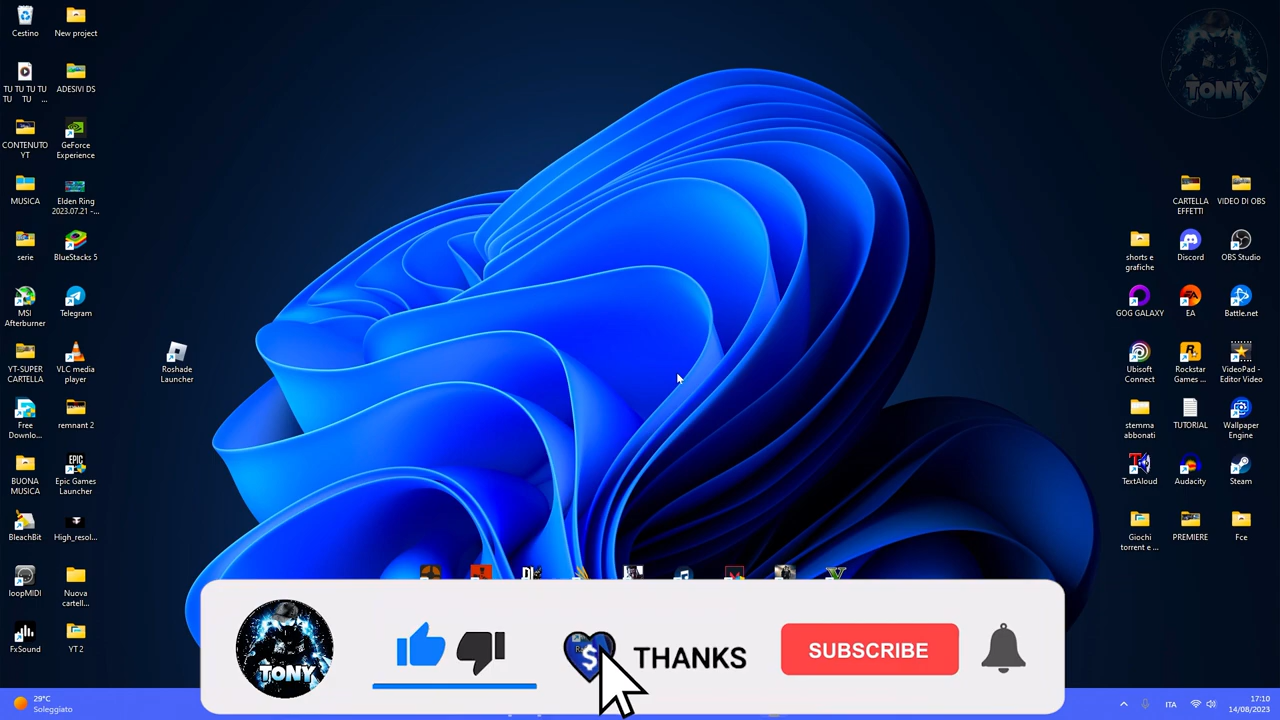 Cestino
New project
TU TU TU TU
TU TU ...
ADESIVI DS
CONTENUTO
YT
GeForce
Experience
MUSICA
Elden Ring
2023.07.21 -...
serie
BlueStacks 5
MSI
Afterburner
Telegram
YT-SUPER
CARTELLA
VLC media
player
Roshade
Launcher
Free
Downlo...
remnant 2
BUONA
MUSICA
EPIC
Epic Games
Launcher
BleachBit
High_resol...
loopMIDI
Nuova
cartell...
FxSound
YT 2
TONY
CARTELLA
EFFETTI
VIDEO DI OBS
shorts e
grafiche
Discord
OBS Studio
GOG GALAXY
EA
Battle.net
Ubisoft
Connect
Rockstar
Games ...
VideoPad -
Editor Video
stemma
abbonati
TUTORIAL
Wallpaper
Engine
TextAloud
Audacity
Steam
Giochi
torrent e ...
PREMIERE
Fce
TONY
THANKS
SUBSCRIBE
29°C
Soleggiato
ITA
17:10
14/08/2023